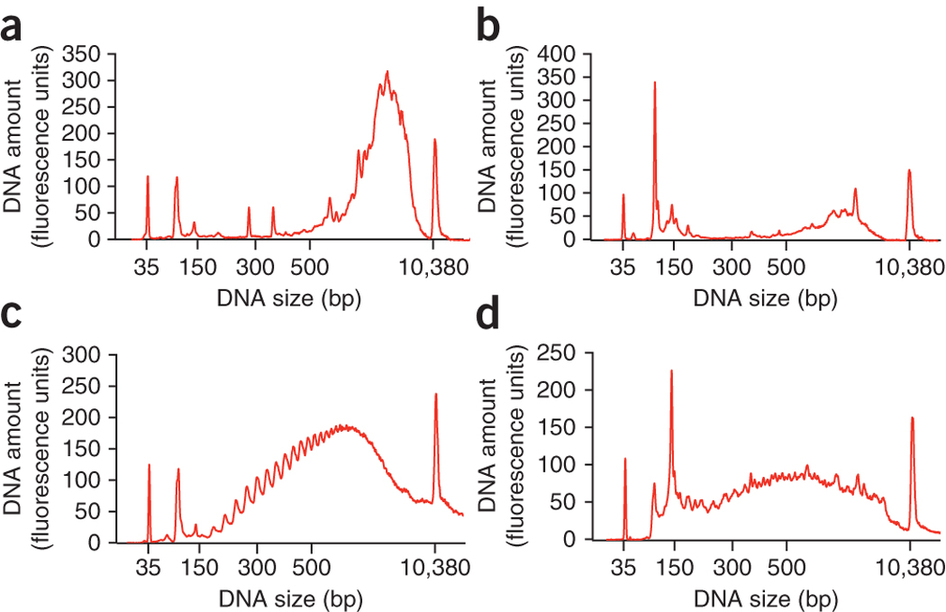 a
DNA amount
(fluorescence units)
350
300
250
200
150
100
50
0
35 150 300 500 10,380
DNA size (bp)
b
DNA amount
(fluorescence units)
400
350
300
250
200
150
100
50
0
35 150 300 500 10,380
DNA size (bp)
c
DNA amount
(fluorescence units)
300
250
200
150
100
50
0
35 150 300 500 10,380
DNA size (bp)
d
DNA amount
(fluorescence units)
250
200
150
100
50
0
35 150 300 500 10,380
DNA size (bp)